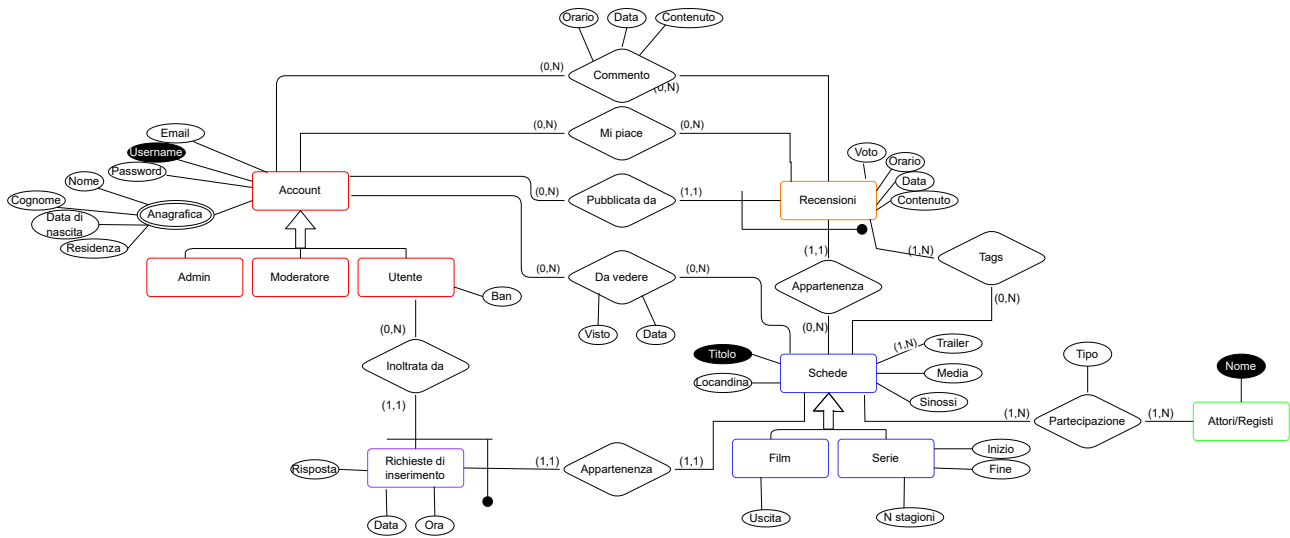 Orario
Data
Contenuto
(0,N)
Commento
(0,N)
Email
(0,N)
Mi piace
(0,N)
Username
Voto
Orario
Password
Nome
Account
Data
Cognome
Anagrafica
(0,N)
Pubblicata da
(1,1)
Recensioni
Contenuto
Data di
nascita
Residenza
(1,1)
(1,N)
Tags
Admin
Moderatore
Utente
(0,N)
Da vedere
(0,N)
Appartenenza
Ban
(0,N)
(0,N)
(0,N)
Visto
Data
Titolo
(1,N)
Trailer
Tipo
Inoltrata da
Schede
Media
Nome
Locandina
(1,1)
Sinossi
(1,N)
Partecipazione
(1,N)
Attori/Registi
Richieste di
inserimento
Risposta
(1,1)
Appartenenza
(1,1)
Film
Serie
Inizio
Fine
Data
Ora
Uscita
N stagioni